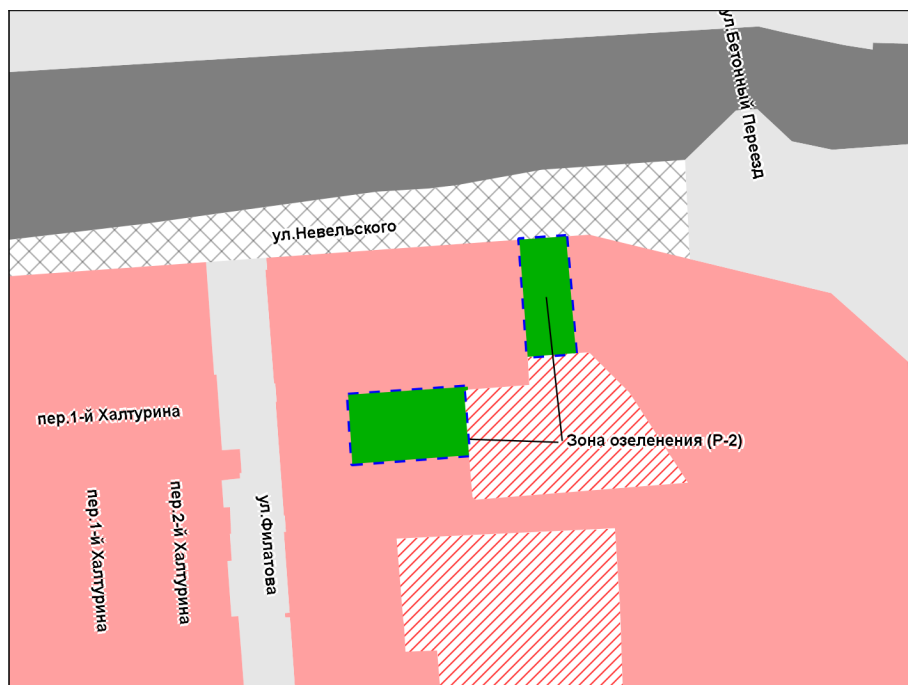 ул.Бетонный Переезд
ул.Невельского
пер.1-й Халтурина
Зона озеленения (Р-2)
пер.1-й Халтурина
пер.2-й Халтурина
ул.Филатова